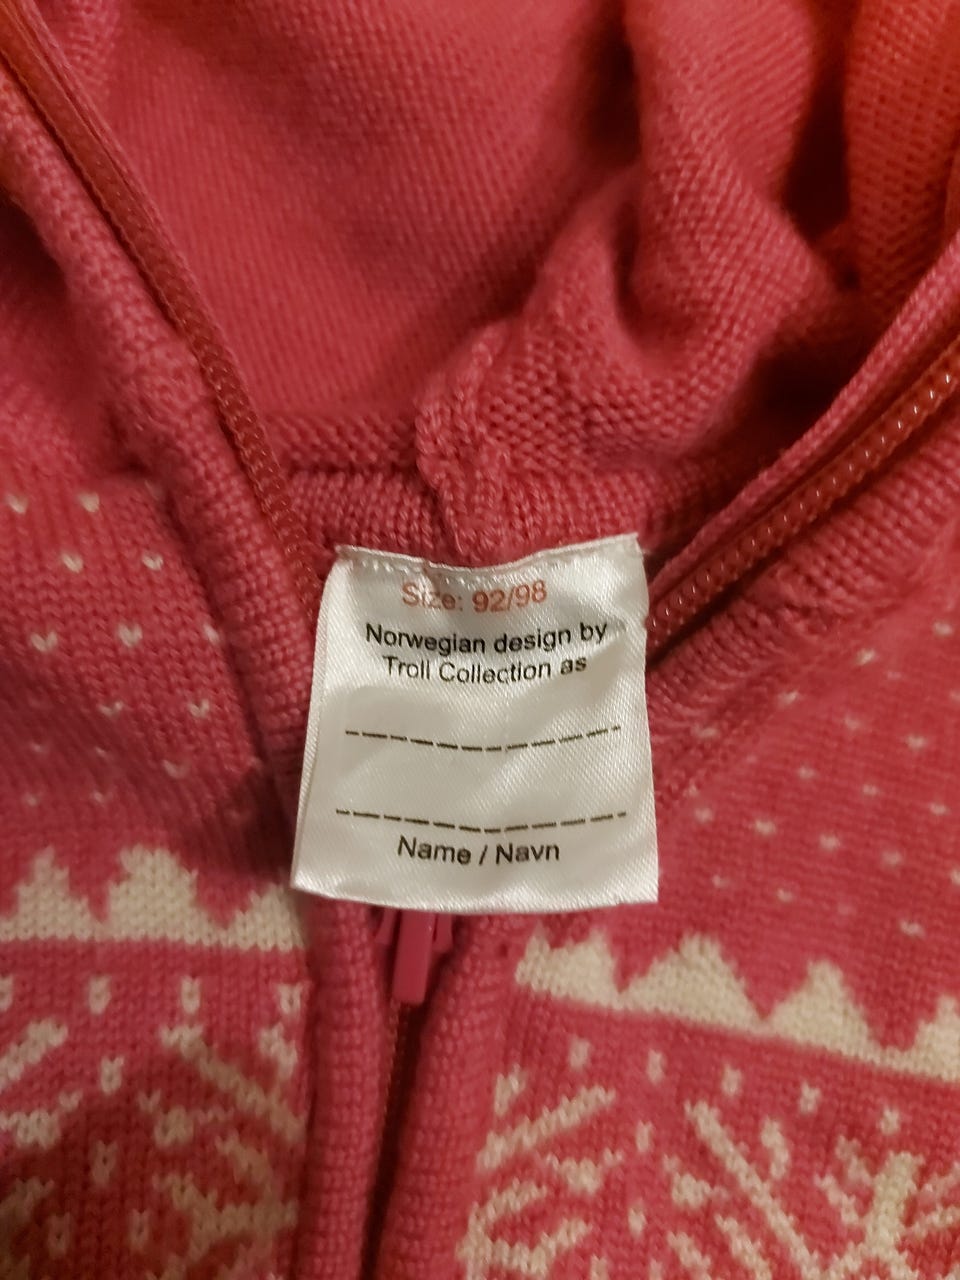 Size: 92/98
Norwegian design by
Troll Collection as
Name / Navn